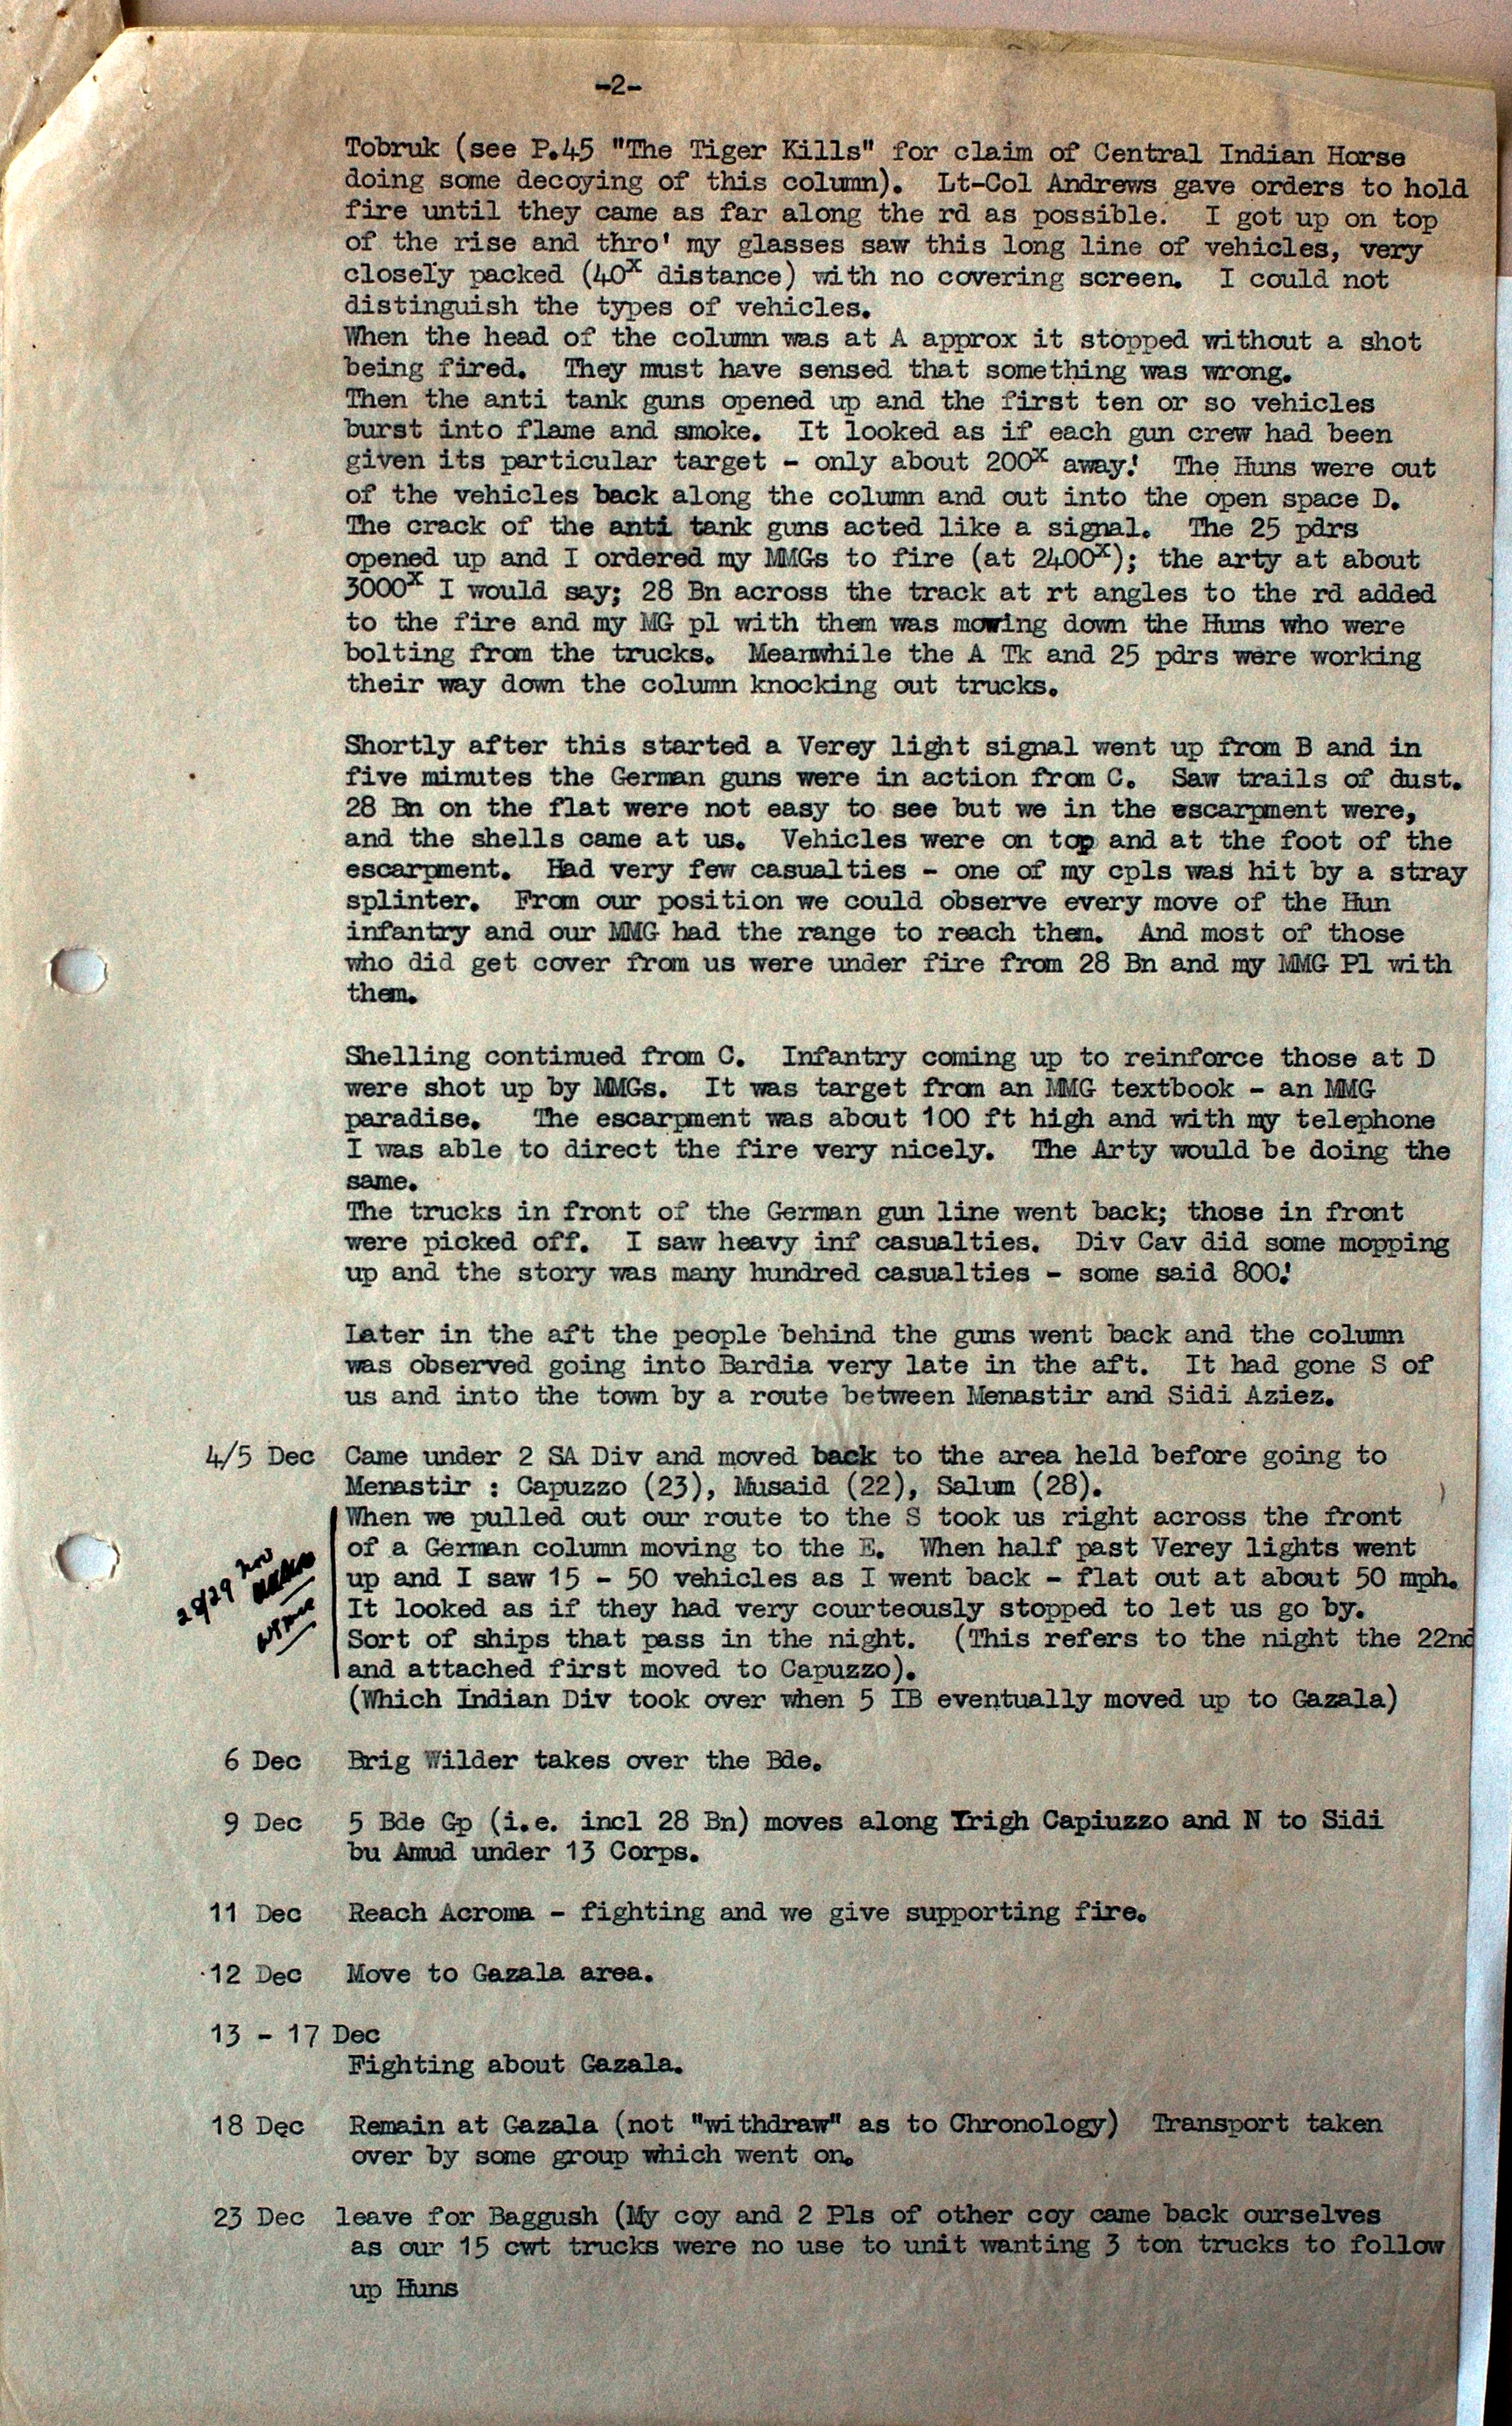 -2-
Tobruk (see P.45 "The Tiger Kills" for claim of Central Indian Horse
doing some decoying of this column). Lt-Col Andrews gave orders to hold
fire until they came as far along the rd as possible. I got up on top
of the rise and thro' my glasses saw this long line of vehicles, very
closely packed (40x distance) with no covering screen. I could not
distinguish the types of vehicles.
When the head of the column was at A approx it stopped without a shot
being fired. They must have sensed that something was wrong.
Then the anti tank guns opened up and the first ten or so vehicles
burst into flame and smoke. It looked as if each gun crew had been
given its particular target - only about 200x away! The Huns were out
of the vehicles back along the column and out into the open space D.
The crack of the anti tank guns acted like a signal. The 25 pdrs
opened up and I ordered my MMGs to fire (at 2400x); the arty at about
3000x I would say; 28 Bn across the track at rt angles to the rd added
to the fire and my MG pl with them was mowing down the Huns who were
bolting from the trucks. Meanwhile the A Tk and 25 pdrs were working
their way down the column knocking out trucks.
Shortly after this started a Verey light signal went up from B and in
five minutes the German guns were in action from C. Saw trails of dust.
28 Bn on the flat were not easy to see but we in the escarpment were,
and the shells came at us. Vehicles were on top and at the foot of the
escarpment. Had very few casualties - one of my cpls was hit by a stray
splinter. From our position we could observe every move of the Hun
infantry and our MMG had the range to reach them. And most of those
who did get cover from us were under fire from 28 Bn and my MMG Pl with
them.
Shelling continued from C. Infantry coming up to reinforce those at D
were shot up by MMGs. It was target from an MMG textbook - an MMG
paradise. The escarpment was about 100 ft high and with my telephone
I was able to direct the fire very nicely. The Arty would be doing the
same.
The trucks in front of the German gun line went back; those in front
were picked off. I saw heavy inf casualties. Div Cav did some mopping
up and the story was many hundred casualties - some said 800!
Later in the aft the people behind the guns went back and the column
was observed going into Bardia very late in the aft. It had gone S of
us and into the town by a route between Menastir and Sidi Aziez.
4/5 Dec Came under 2 SA Div and moved back to the area held before going to
Menastir : Capuzzo (23), Musaid (22), Salum (28).
When we pulled out our route to the S took us right across the front
of a German column moving to the E. When half past Verey lights went
28/29 Nov up and I saw 15 - 50 vehicles as I went back - flat out at about 50 mph.
It looked as if they had very courteously stopped to let us go by.
Sort of ships that pass in the night. (This refers to the night the 22nd
and attached first moved to Capuzzo).
(Which Indian Div took over when 5 IB eventually moved up to Gazala)
6 Dec Brig Wilder takes over the Bde.
9 Dec 5 Bde Gp (i.e. incl 28 Bn) moves along Trigh Capiuzzo and N to Sidi
bu Amud under 13 Corps.
11 Dec Reach Acroma - fighting and we give supporting fire.
12 Dec Move to Gazala area.
13 - 17 Dec
Fighting about Gazala.
18 Dec Remain at Gazala (not "withdraw" as to Chronology) Transport taken
over by some group which went on.
23 Dec leave for Baggush (My coy and 2 Pls of other coy came back ourselves
as our 15 cwt trucks were no use to unit wanting 3 ton trucks to follow
up Huns